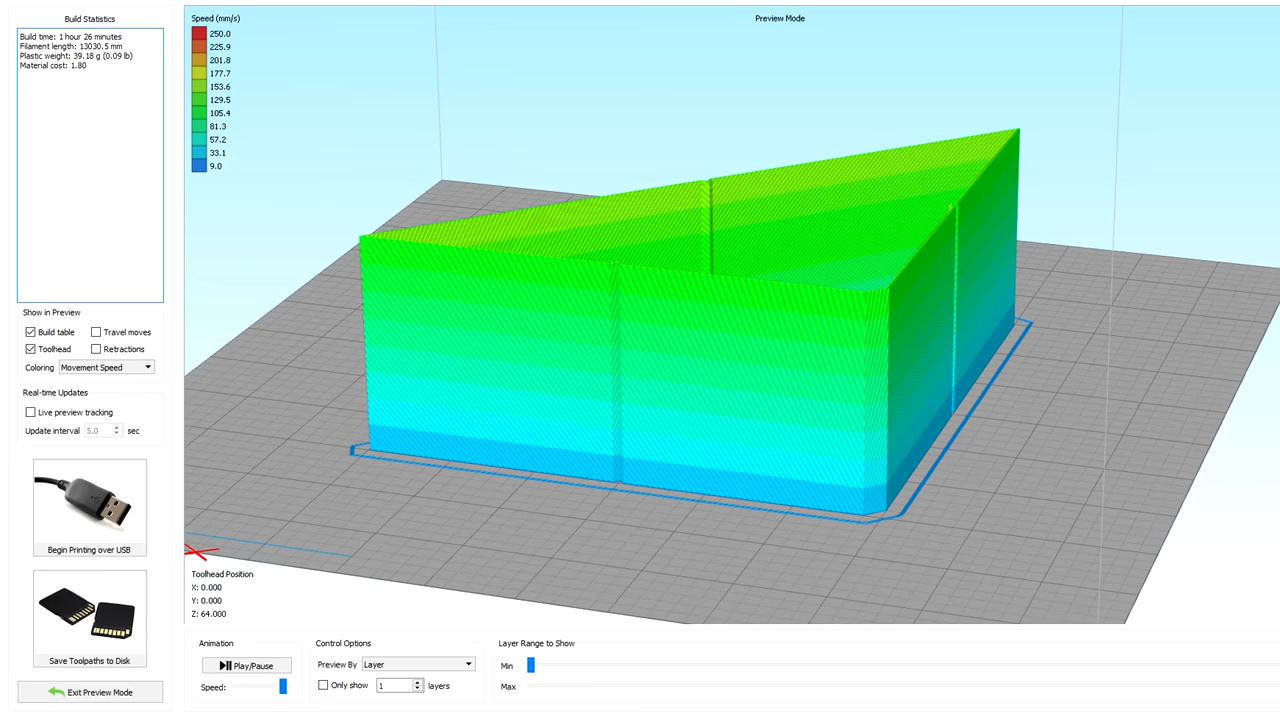 Build Statistics
Build time: 1 hour 26 minutes
Filament length: 13030.5 mm
Plastic weight: 39.18 g (0.09 lb)
Material cost: 1.80
Show in Preview
Build table
Travel moves
Toolhead
Retractions
Coloring Movement Speed
Real-time Updates
Live preview tracking
Update interval 5.0 sec
Begin Printing over USB
Save Toolpaths to Disk
Exit Preview Mode
Speed (mm/s)
250.0
225.9
201.8
177.7
153.6
129.5
105.4
81.3
57.2
33.1
9.0
Preview Mode
Toolhead Position
X: 0.000
Y: 0.000
Z: 64.000
Animation
Play/Pause
Speed:
Control Options
Preview By Layer
Only show 1 layers
Layer Range to Show
Min
Max